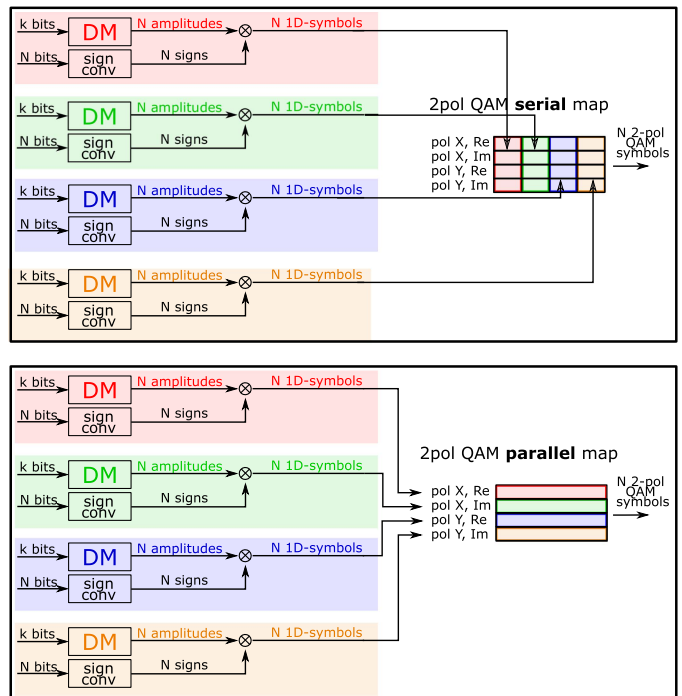 k bits DM N amplitudes N 1D-symbols
N bits sign conv N signs
k bits DM N amplitudes N 1D-symbols
2pol QAM serial map
N bits sign conv N signs
pol X, Re
pol X, Im
pol Y, Re
pol Y, Im
N 2-pol
QAM
symbols
k bits DM N amplitudes N 1D-symbols
N bits sign conv N signs
k bits DM N amplitudes N 1D-symbols
N bits sign conv N signs
k bits DM N amplitudes N 1D-symbols
N bits sign conv N signs
2pol QAM parallel map
k bits DM N amplitudes N 1D-symbols
N bits sign conv N signs
pol X, Re
pol X, Im
pol Y, Re
pol Y, Im
N 2-pol
QAM
symbols
k bits DM N amplitudes N 1D-symbols
N bits sign conv N signs
k bits DM N amplitudes N 1D-symbols
N bits sign conv N signs